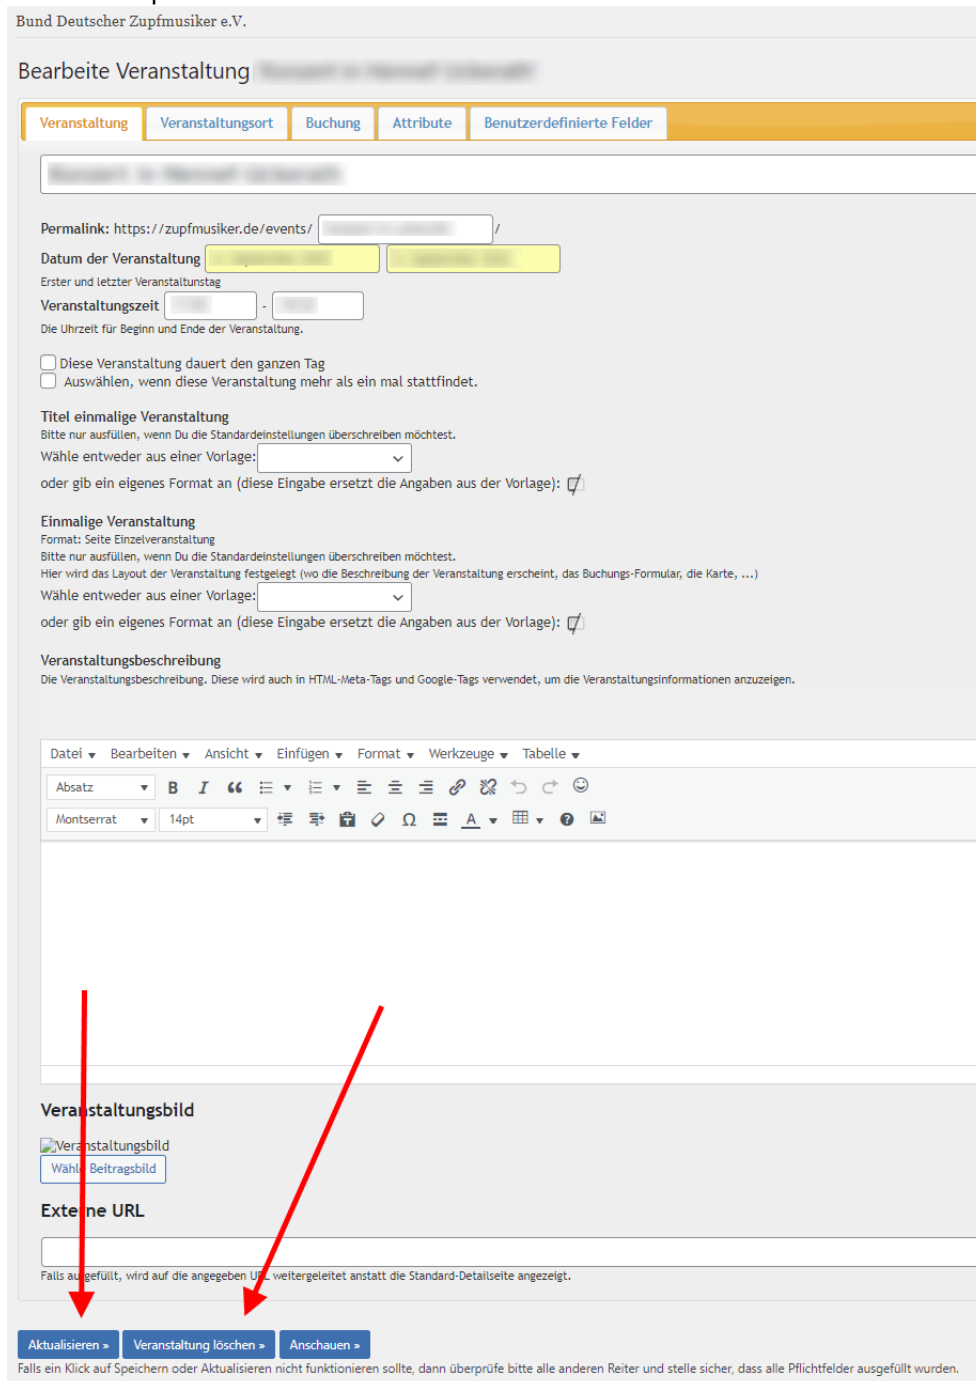 Bund Deutscher Zupfmusiker e.V.
Bearbeite Veranstaltung
Veranstaltung Veranstaltungsort Buchung Attribute Benutzerdefinierte Felder
Permalink: https://zupfmusiker.de/events/ /
Datum der Veranstaltung
Erster und letzter Veranstaltunstag
Veranstaltungszeit -
Die Uhrzeit für Beginn und Ende der Veranstaltung.
Diese Veranstaltung dauert den ganzen Tag
Auswählen, wenn diese Veranstaltung mehr als ein mal stattfindet.
Titel einmalige Veranstaltung
Bitte nur ausfüllen, wenn Du die Standardeinstellungen überschreiben möchtest.
Wähle entweder aus einer Vorlage:
oder gib ein eigenes Format an (diese Eingabe ersetzt die Angaben aus der Vorlage):
Einmalige Veranstaltung
Format: Seite Einzelveranstaltung
Bitte nur ausfüllen, wenn Du die Standardeinstellungen überschreiben möchtest.
Hier wird das Layout der Veranstaltung festgelegt (wo die Beschreibung der Veranstaltung erscheint, das Buchungs-Formular, die Karte, ...)
Wähle entweder aus einer Vorlage:
oder gib ein eigenes Format an (diese Eingabe ersetzt die Angaben aus der Vorlage):
Veranstaltungsbeschreibung
Die Veranstaltungsbeschreibung. Diese wird auch in HTML-Meta-Tags und Google-Tags verwendet, um die Veranstaltungsinformationen anzuzeigen.
Datei Bearbeiten Ansicht Einfügen Format Werkzeuge Tabelle
Absatz B I
Montserrat 14pt Ω A
Veranstaltungsbild
Veranstaltungsbild
Wähle Beitragsbild
Externe URL
Falls ausgefüllt, wird auf die angegeben URL weitergeleitet anstatt die Standard-Detailseite angezeigt.
Aktualisieren » Veranstaltung löschen » Anschauen »
Falls ein Klick auf Speichern oder Aktualisieren nicht funktionieren sollte, dann überprüfe bitte alle anderen Reiter und stelle sicher, dass alle Pflichtfelder ausgefüllt wurden.